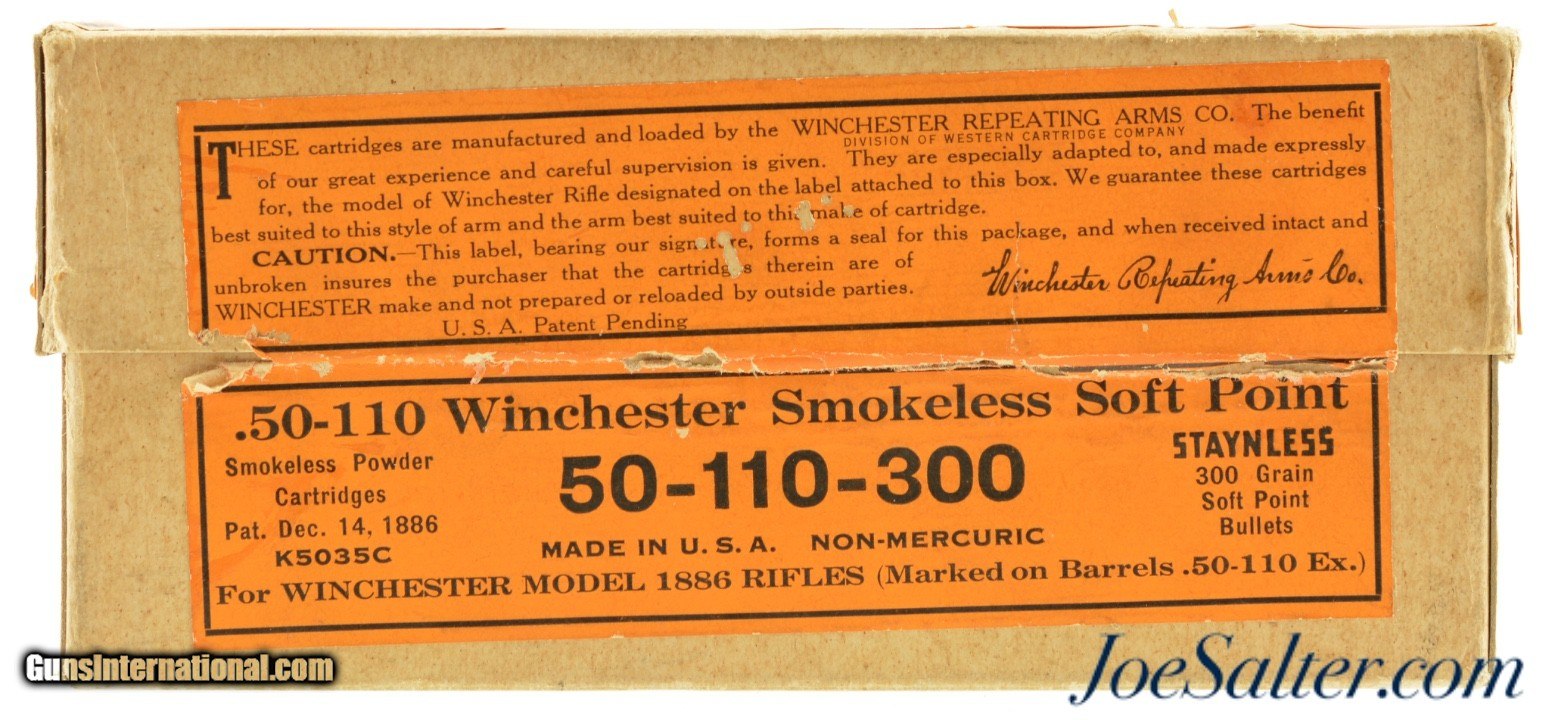 THESE cartridges are manufactured and loaded by the WINCHESTER REPEATING ARMS CO. The benefit
DIVISION OF WESTERN CARTRIDGE COMPANY
of our great experience and careful supervision is given. They are especially adapted to, and made expressly
for, the model of Winchester Rifle designated on the label attached to this box. We guarantee these cartridges
best suited to this style of arm and the arm best suited to this make of cartridge.
CAUTION.—This label, bearing our signature, forms a seal for this package, and when received intact and
unbroken insures the purchaser that the cartridges therein are of
WINCHESTER make and not prepared or reloaded by outside parties.
Winchester Repeating Arms Co.
U. S. A. Patent Pending
.50-110 Winchester Smokeless Soft Point
Smokeless Powder
Cartridges
Pat. Dec. 14, 1886
K5035C
50-110-300
STAYNLESS
300 Grain
Soft Point
Bullets
MADE IN U. S. A. NON-MERCURIC
For WINCHESTER MODEL 1886 RIFLES (Marked on Barrels .50-110 Ex.)
GunsInternational.com
JoeSalter.com